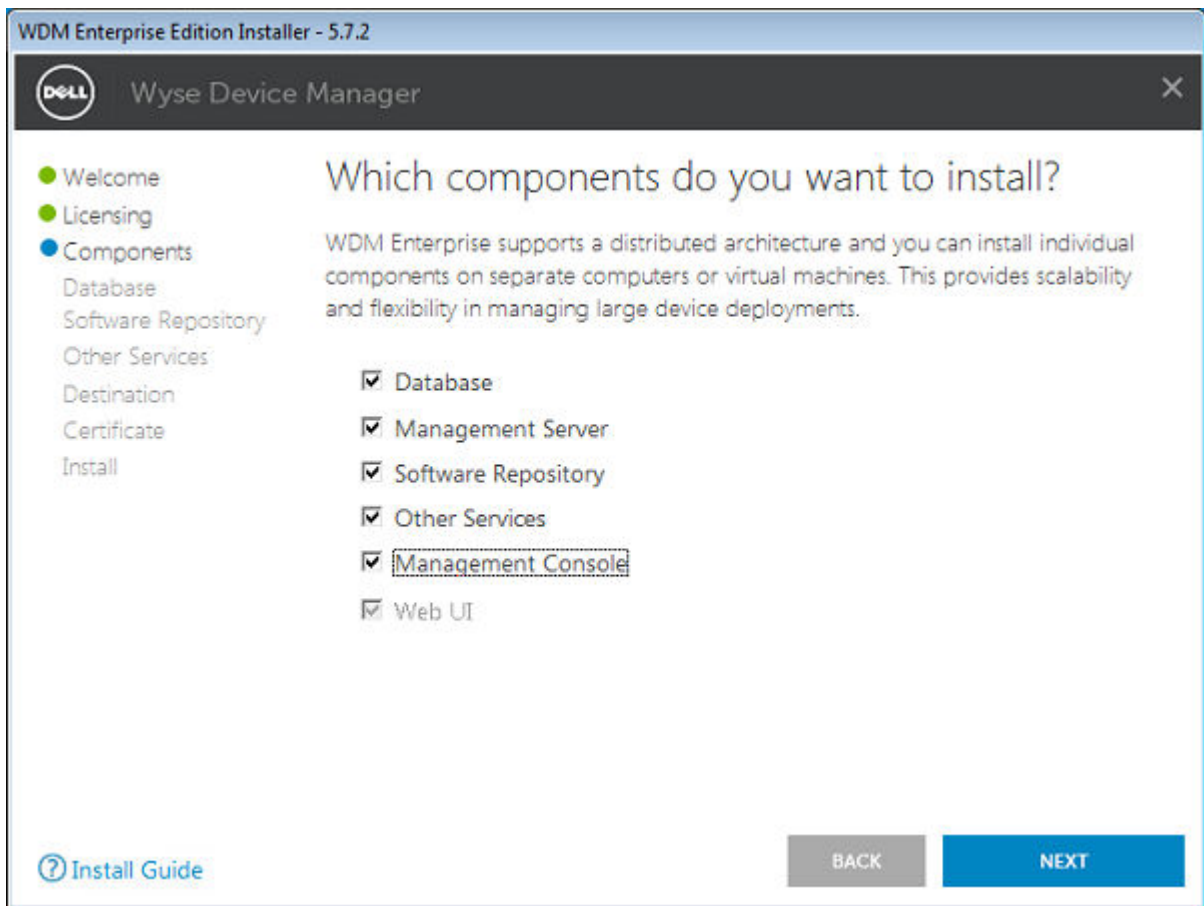 WDM Enterprise Edition Installer - 5.7.2
DELL
Wyse Device Manager
Welcome
Licensing
Components
Database
Software Repository
Other Services
Destination
Certificate
Install
Which components do you want to install?
WDM Enterprise supports a distributed architecture and you can install individual
components on separate computers or virtual machines. This provides scalability
and flexibility in managing large device deployments.
Database
Management Server
Software Repository
Other Services
Management Console
Web UI
? Install Guide
BACK
NEXT